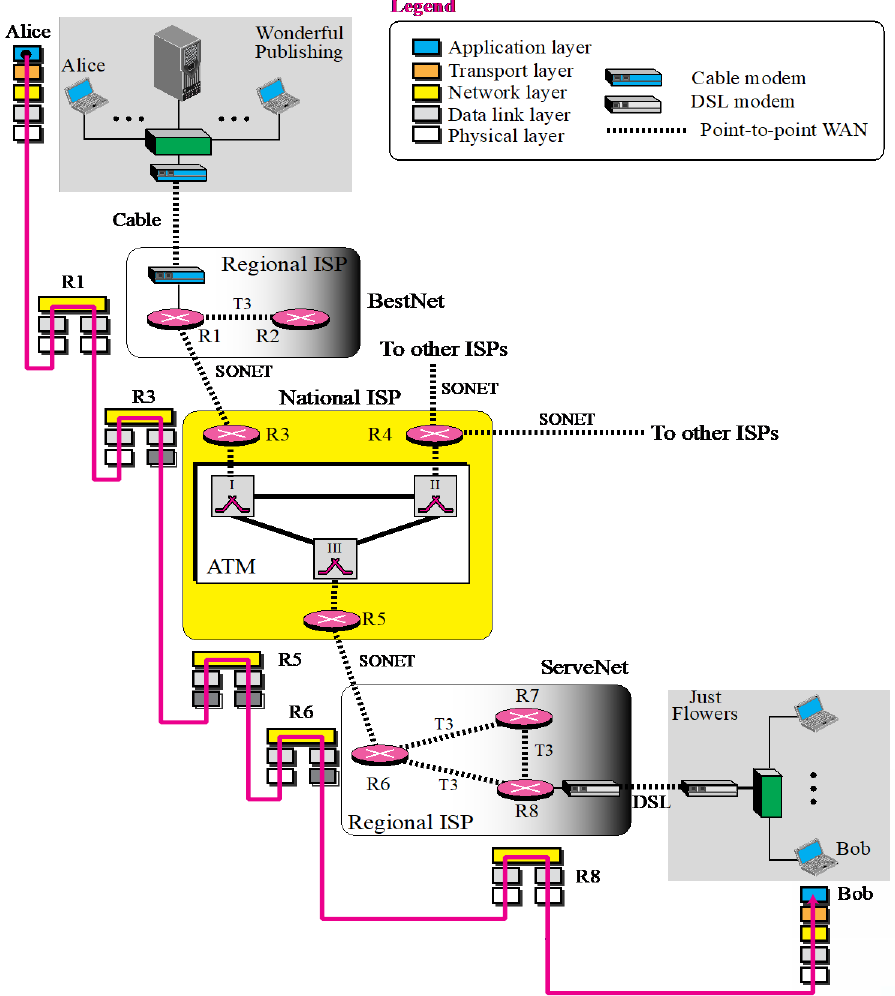 Legend
Alice
Wonderful
Publishing
Alice
Application layer
Transport layer
Network layer
Data link layer
Physical layer
Cable modem
DSL modem
Point-to-point WAN
Cable
Regional ISP
R1
T3
BestNet
R1
R2
To other ISPs
SONET
SONET
R3
National ISP
SONET
To other ISPs
R3
R4
I
II
III
ATM
R5
R5
SONET
ServeNet
R7
Just
Flowers
R6
T3
T3
R6
T3
R8
DSL
Regional ISP
Bob
R8
Bob